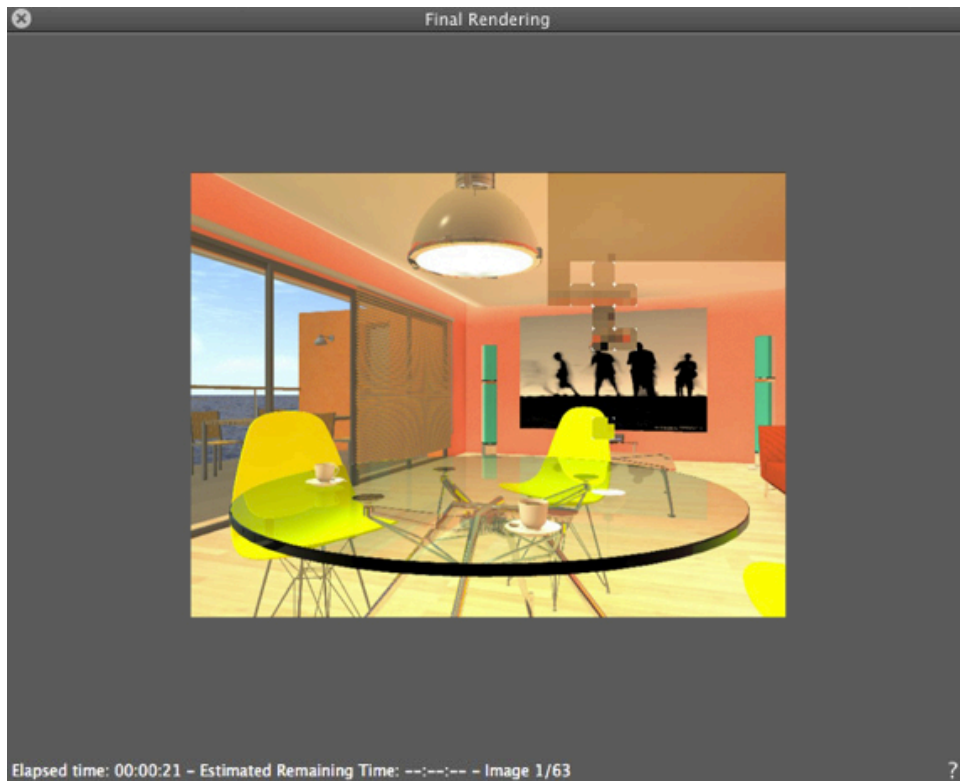 Final Rendering
Elapsed time: 00:00:21 – Estimated Remaining Time: --:--:-- – Image 1/63
?